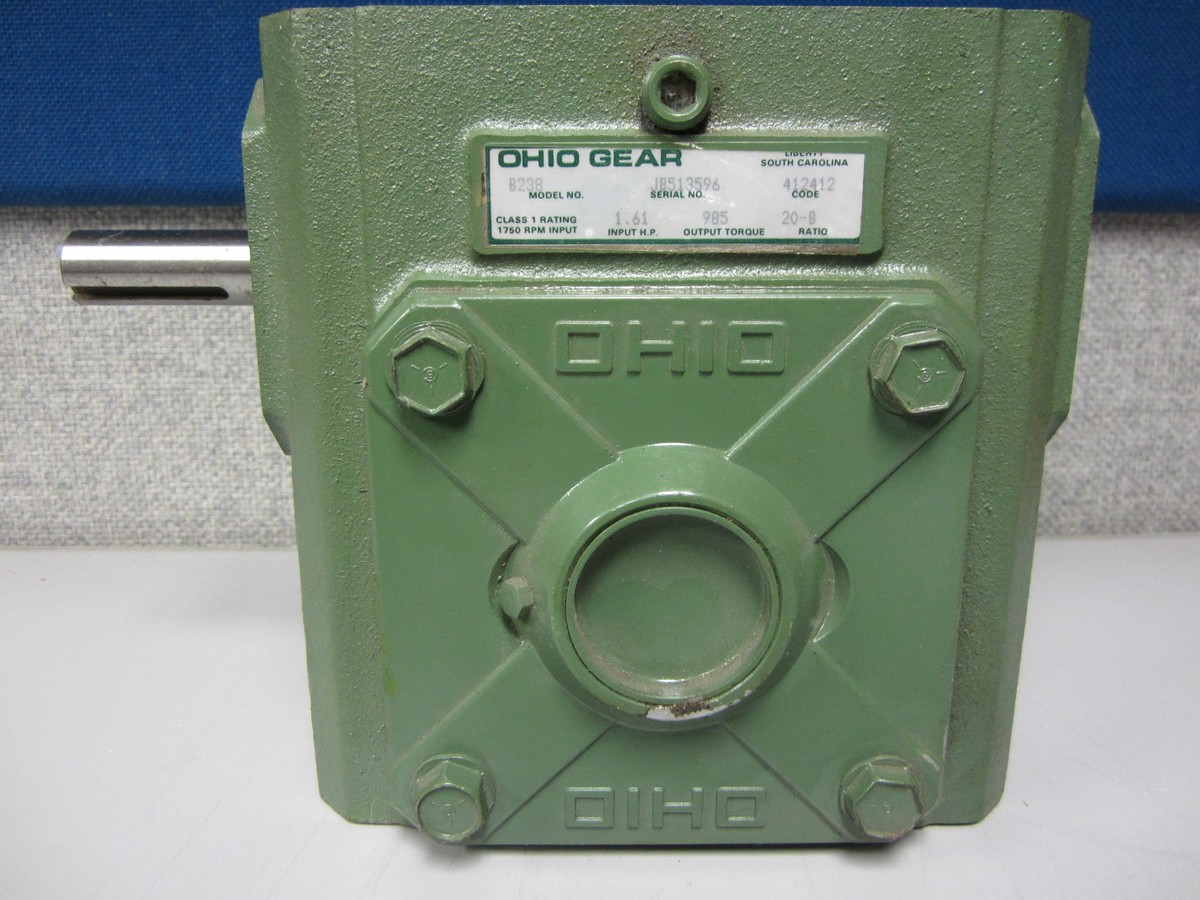 OHIO GEAR
LIBERTY
SOUTH CAROLINA
B238 JB513596 412412
MODEL NO. SERIAL NO. CODE
CLASS 1 RATING 1.61 985 20-B
1750 RPM INPUT INPUT H.P. OUTPUT TORQUE RATIO
OHIO
OHIO